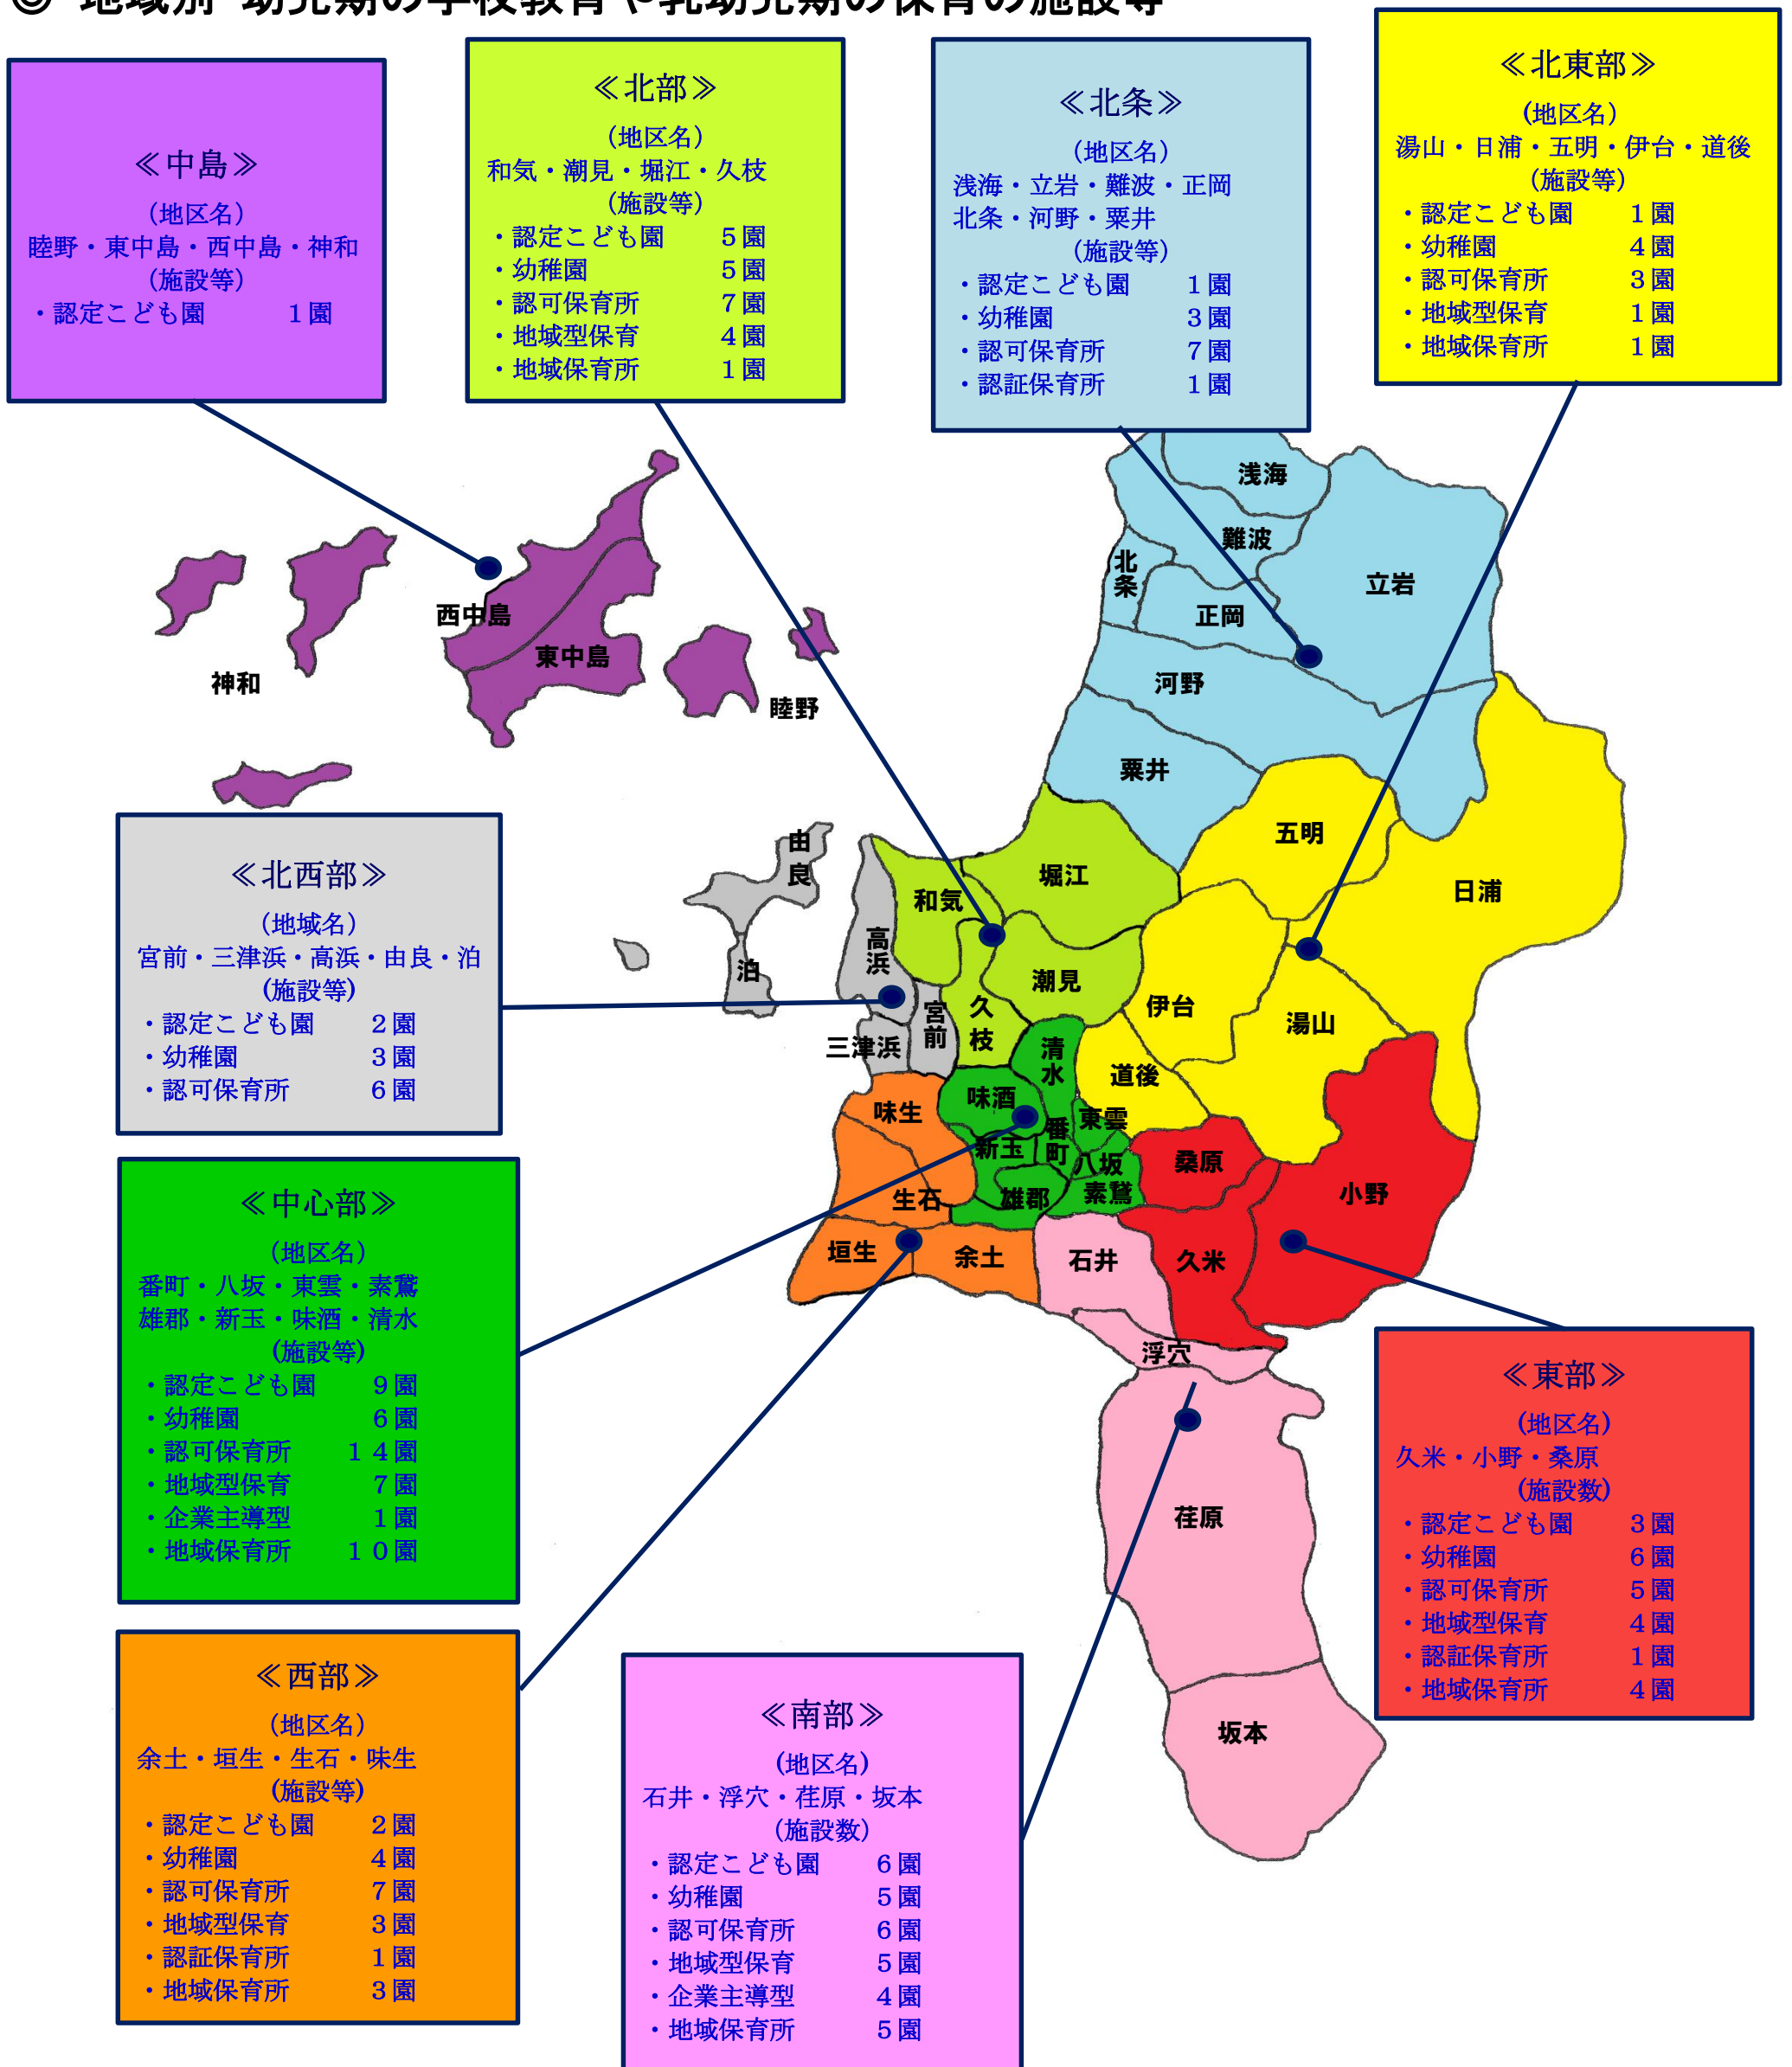 ◎ 地域別 幼児期の学校教育や乳幼児期の保育の施設等
≪中島≫
（地区名）
睦野・東中島・西中島・神和
（施設等）
・認定こども園 １園
≪北部≫
（地区名）
和気・潮見・堀江・久枝
（施設等）
・認定こども園 ５園
・幼稚園 ５園
・認可保育所 ７園
・地域型保育 ４園
・地域保育所 １園
≪北条≫
（地区名）
浅海・立岩・難波・正岡
北条・河野・粟井
（施設等）
・認定こども園 １園
・幼稚園 ３園
・認可保育所 ７園
・認証保育所 １園
≪北東部≫
（地区名）
湯山・日浦・五明・伊台・道後
（施設等）
・認定こども園 １園
・幼稚園 ４園
・認可保育所 ３園
・地域型保育 １園
・地域保育所 １園
浅海
難波
北条
立岩
正岡
西中島
東中島
神和
睦野
河野
粟井
五明
日浦
堀江
和気
由良
高浜
泊
潮見
伊台
湯山
久枝
宮前
三津浜
清水
道後
味酒
味生
東雲
番町
新玉
八坂
桑原
素鵞
雄郡
生石
小野
垣生
余土
石井
久米
浮穴
荏原
坂本
≪北西部≫
（地域名）
宮前・三津浜・高浜・由良・泊
（施設等）
・認定こども園 ２園
・幼稚園 ３園
・認可保育所 ６園
≪中心部≫
（地区名）
番町・八坂・東雲・素鵞
雄郡・新玉・味酒・清水
（施設等）
・認定こども園 ９園
・幼稚園 ６園
・認可保育所 １４園
・地域型保育 ７園
・企業主導型 １園
・地域保育所 １０園
≪西部≫
（地区名）
余土・垣生・生石・味生
（施設等）
・認定こども園 ２園
・幼稚園 ４園
・認可保育所 ７園
・地域型保育 ３園
・認証保育所 １園
・地域保育所 ３園
≪南部≫
（地区名）
石井・浮穴・荏原・坂本
（施設数）
・認定こども園 ６園
・幼稚園 ５園
・認可保育所 ６園
・地域型保育 ５園
・企業主導型 ４園
・地域保育所 ５園
≪東部≫
（地区名）
久米・小野・桑原
（施設数）
・認定こども園 ３園
・幼稚園 ６園
・認可保育所 ５園
・地域型保育 ４園
・認証保育所 １園
・地域保育所 ４園